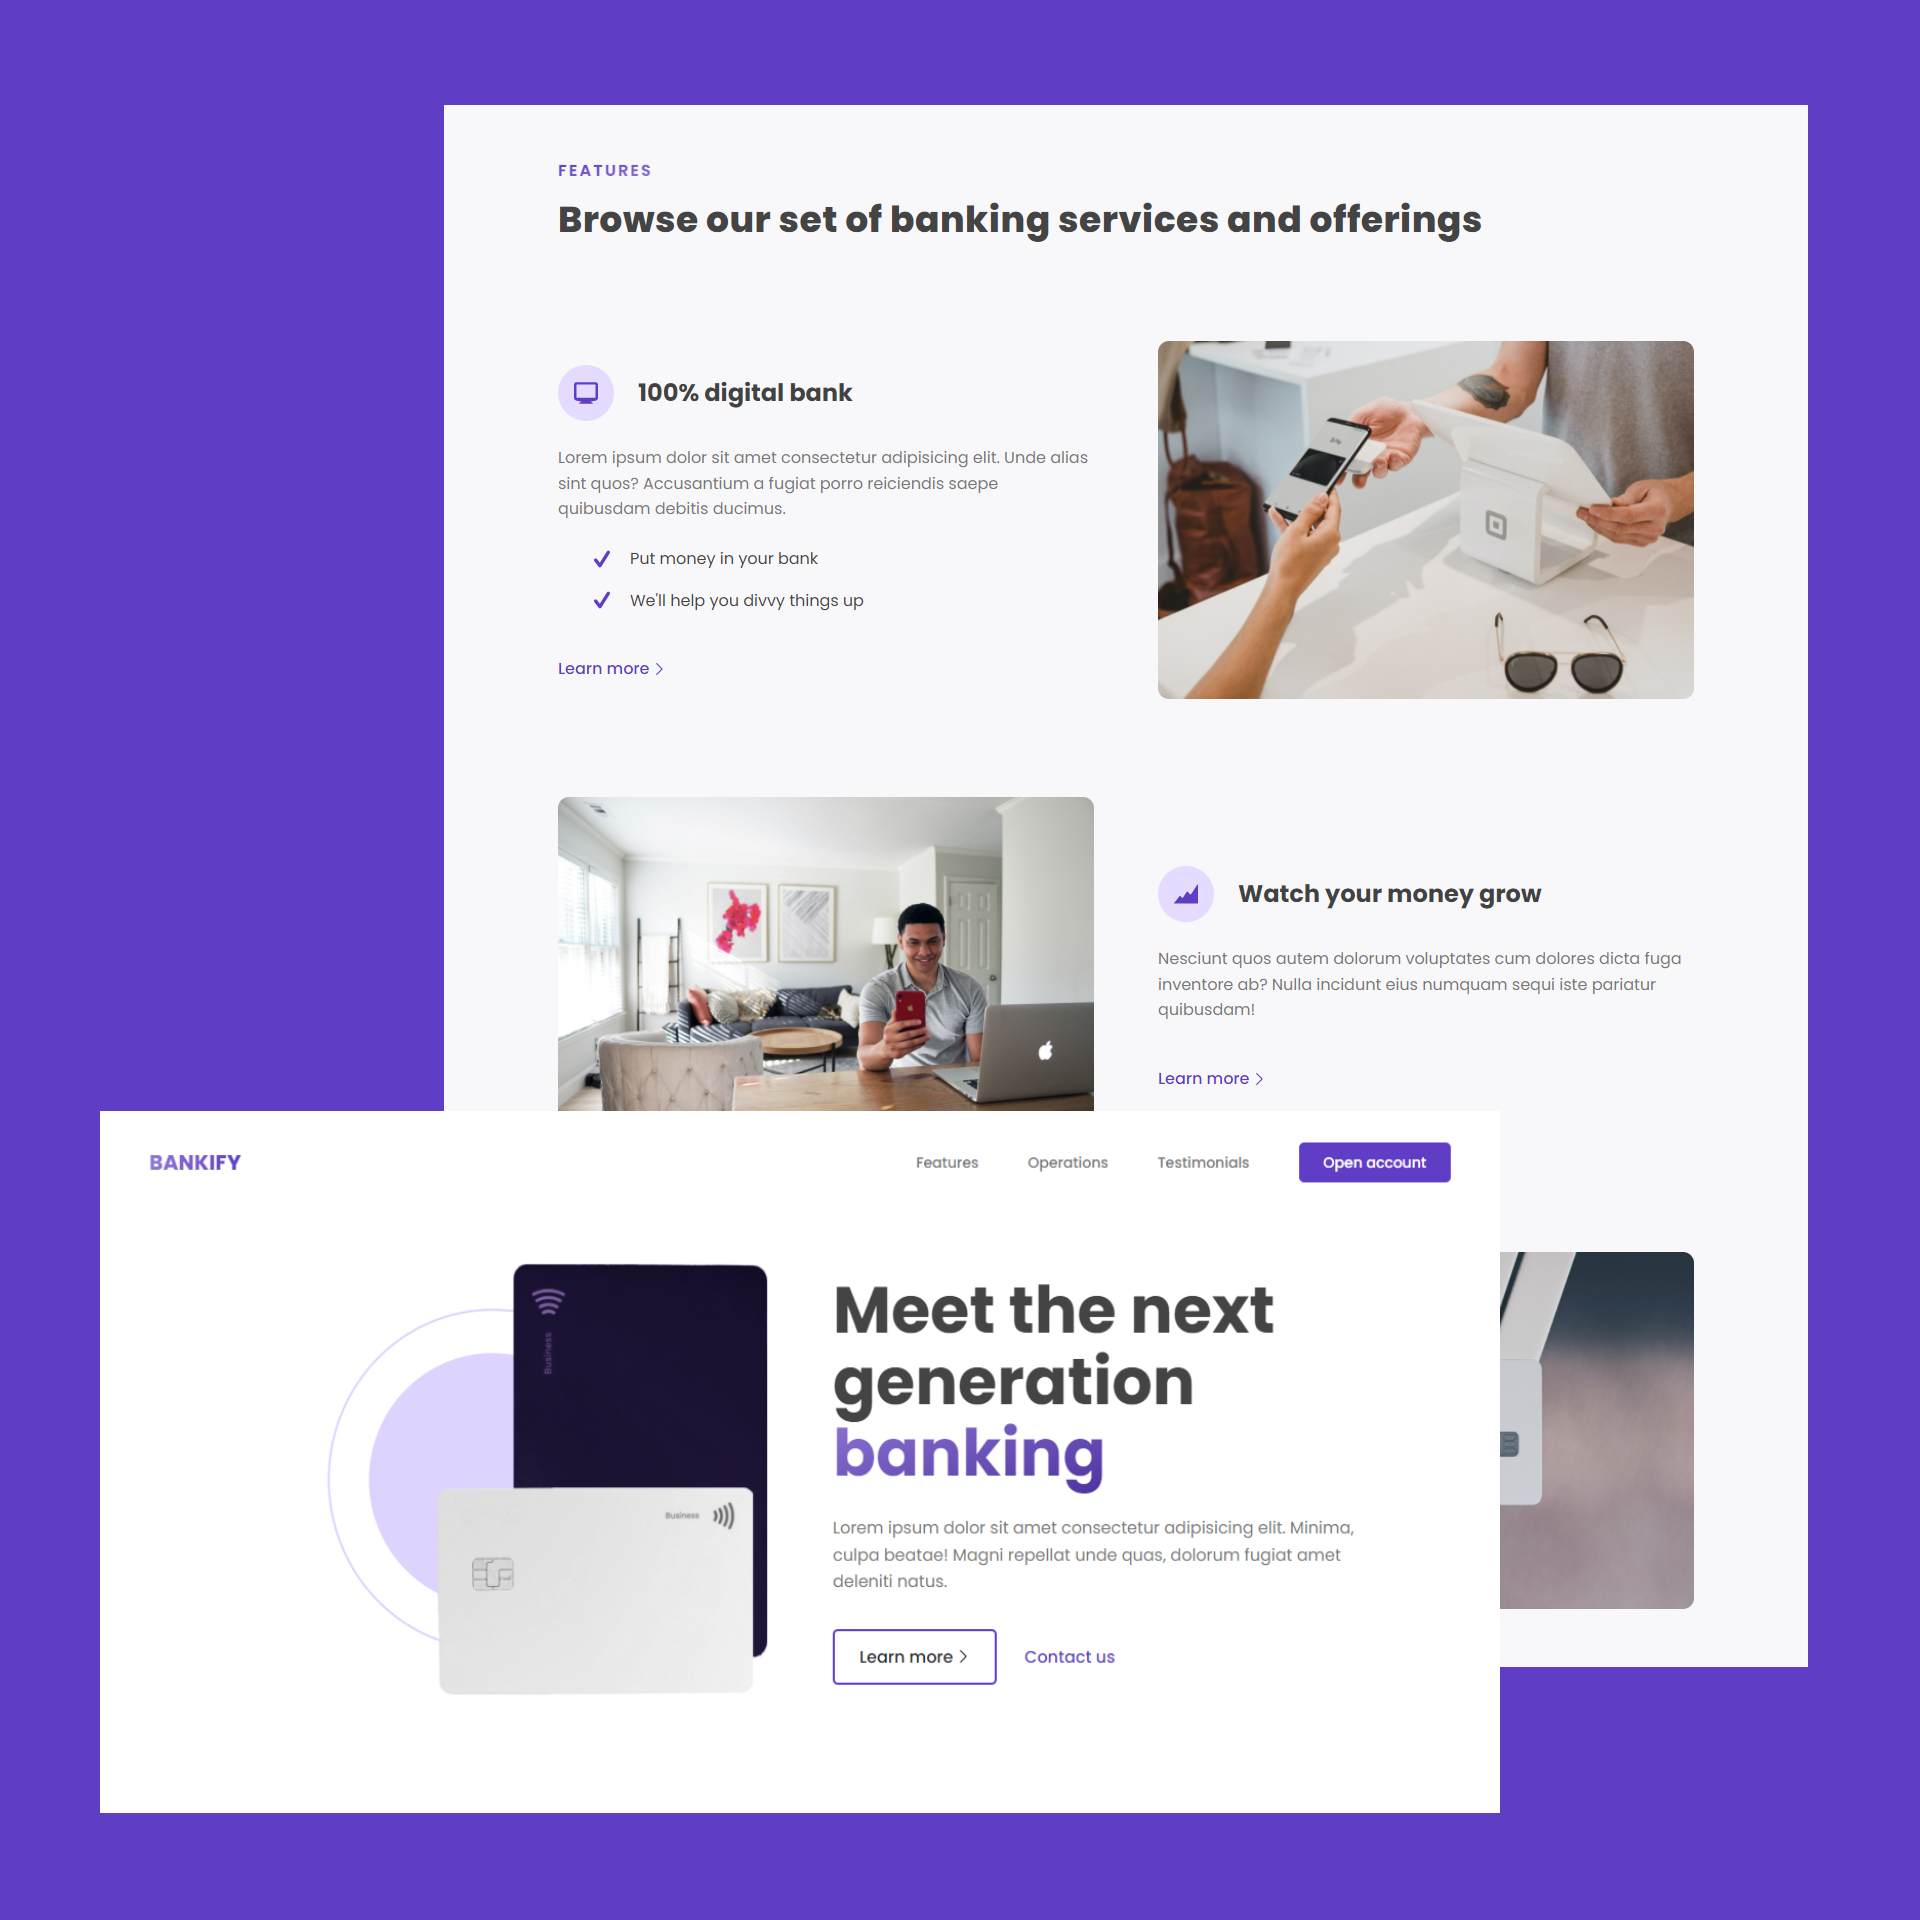 FEATURES
Browse our set of banking services and offerings
100% digital bank
Lorem ipsum dolor sit amet consectetur adipisicing elit. Unde alias
sint quos? Accusantium a fugiat porro reiciendis saepe
quibusdam debitis ducimus.
Put money in your bank
We'll help you divvy things up
Learn more
Watch your money grow
Nesciunt quos autem dolorum voluptates cum dolores dicta fuga
inventore ab? Nulla incidunt eius numquam sequi iste pariatur
quibusdam!
Learn more
BANKIFY
Features
Operations
Testimonials
Open account
Business
Business
Meet the next
generation
banking
Lorem ipsum dolor sit amet consectetur adipisicing elit. Minima,
culpa beatae! Magni repellat unde quas, dolorum fugiat amet
deleniti natus.
Learn more
Contact us